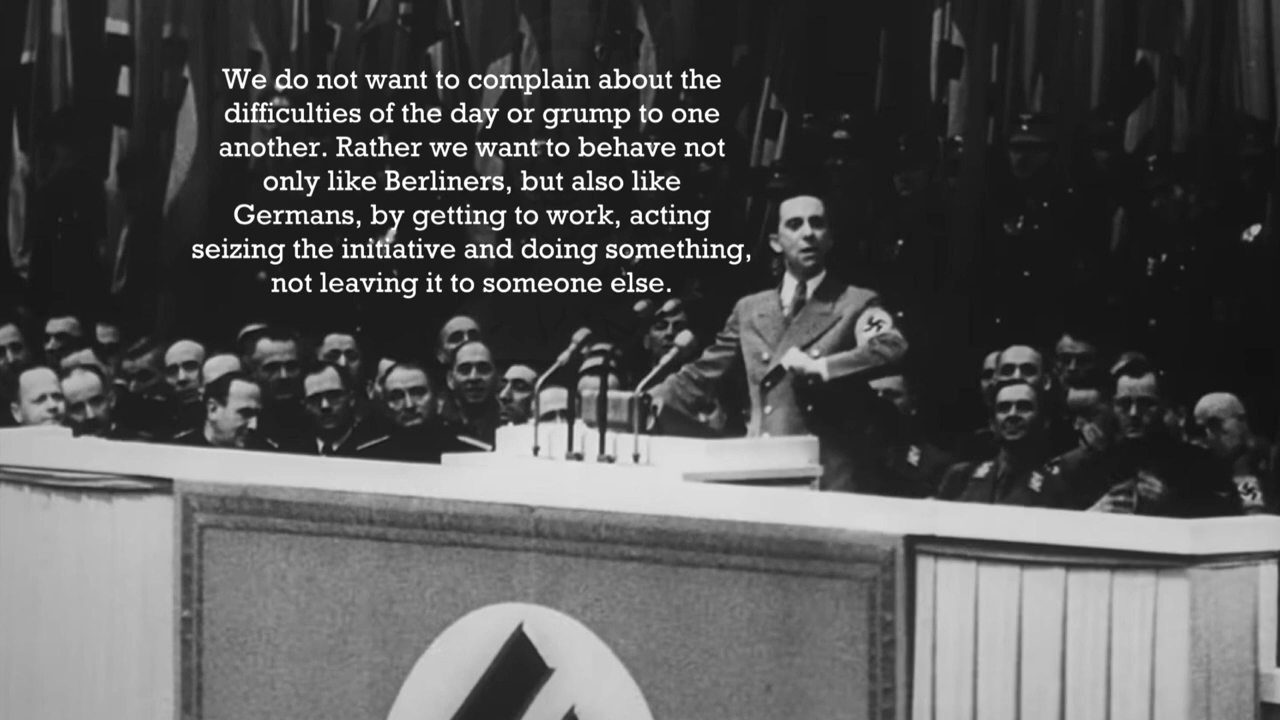 We do not want to complain about the
difficulties of the day or grump to one
another. Rather we want to behave not
only like Berliners, but also like
Germans, by getting to work, acting
seizing the initiative and doing something,
not leaving it to someone else.